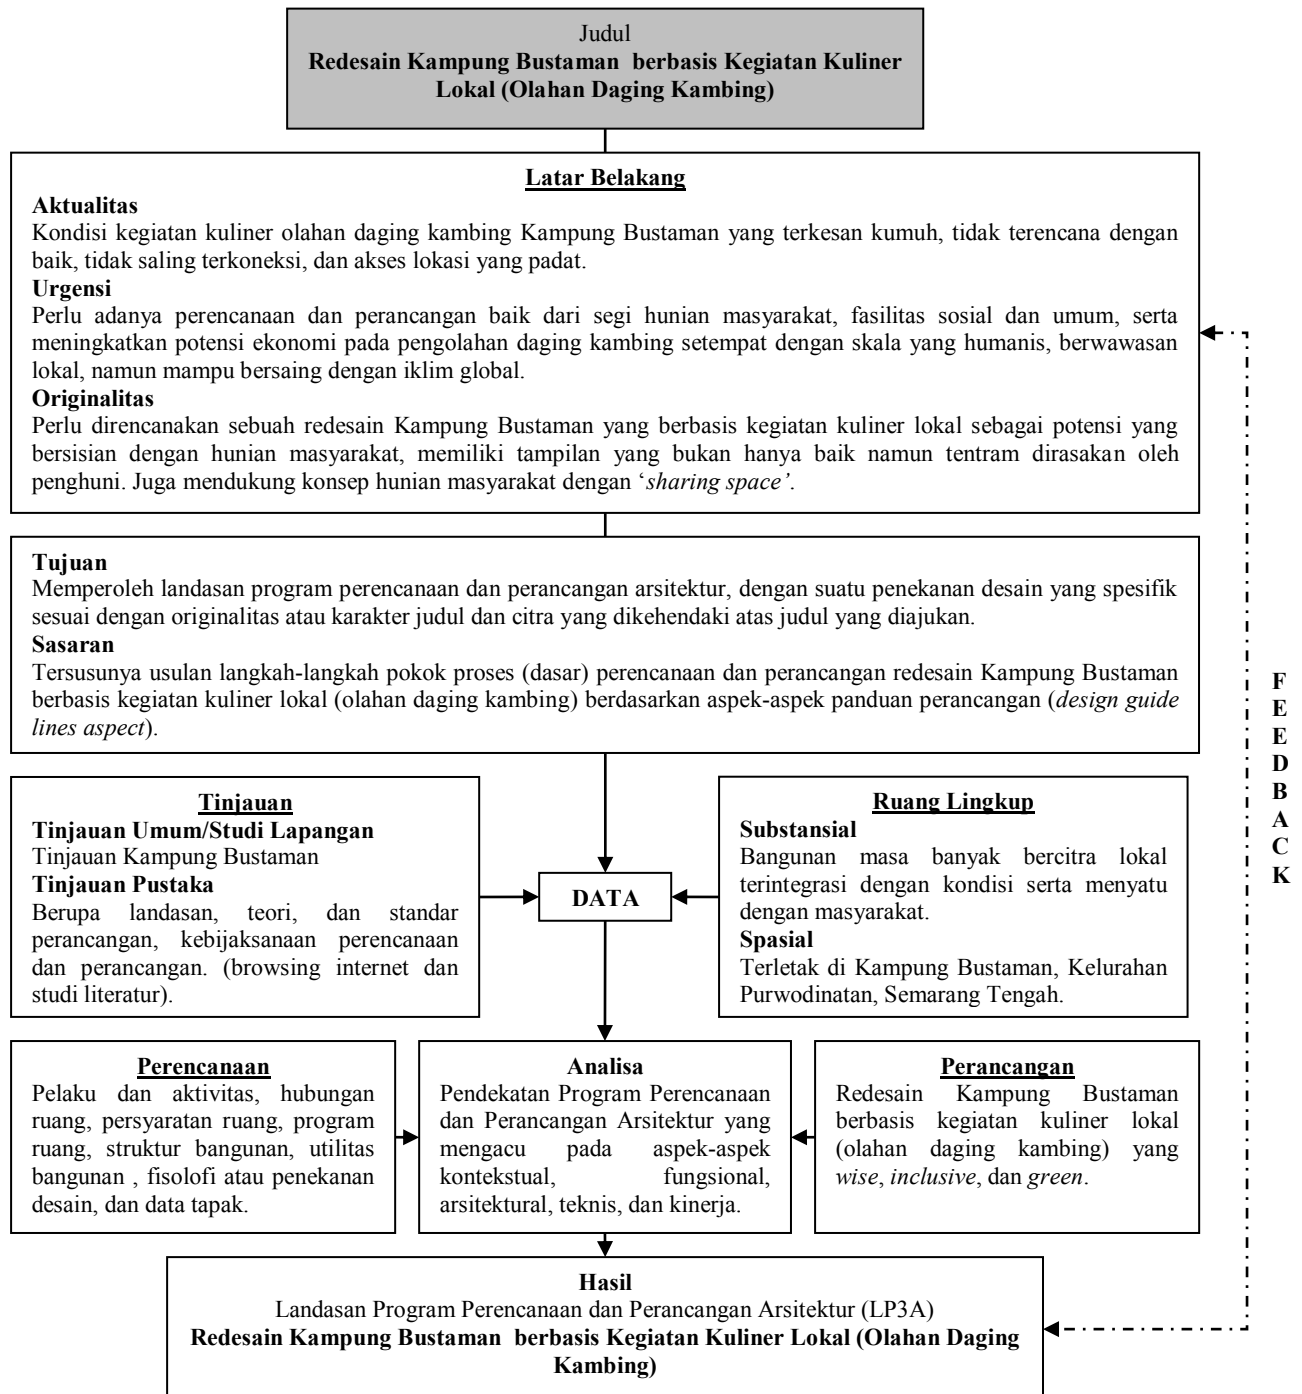 Judul
Redesain Kampung Bustaman berbasis Kegiatan Kuliner
Lokal (Olahan Daging Kambing)
Latar Belakang
Aktualitas
Kondisi kegiatan kuliner olahan daging kambing Kampung Bustaman yang terkesan kumuh, tidak terencana dengan
baik, tidak saling terkoneksi, dan akses lokasi yang padat.
Urgensi
Perlu adanya perencanaan dan perancangan baik dari segi hunian masyarakat, fasilitas sosial dan umum, serta
meningkatkan potensi ekonomi pada pengolahan daging kambing setempat dengan skala yang humanis, berwawasan
lokal, namun mampu bersaing dengan iklim global.
Originalitas
Perlu direncanakan sebuah redesain Kampung Bustaman yang berbasis kegiatan kuliner lokal sebagai potensi yang
bersisian dengan hunian masyarakat, memiliki tampilan yang bukan hanya baik namun tentram dirasakan oleh
penghuni. Juga mendukung konsep hunian masyarakat dengan ‘sharing space’.
Tujuan
Memperoleh landasan program perencanaan dan perancangan arsitektur, dengan suatu penekanan desain yang spesifik
sesuai dengan originalitas atau karakter judul dan citra yang dikehendaki atas judul yang diajukan.
Sasaran
Tersusunya usulan langkah-langkah pokok proses (dasar) perencanaan dan perancangan redesain Kampung Bustaman
berbasis kegiatan kuliner lokal (olahan daging kambing) berdasarkan aspek-aspek panduan perancangan (design guide
lines aspect).
Tinjauan
Tinjauan Umum/Studi Lapangan
Tinjauan Kampung Bustaman
Tinjauan Pustaka
Berupa landasan, teori, dan standar
perancangan, kebijaksanaan perencanaan
dan perancangan. (browsing internet dan
studi literatur).
DATA
Ruang Lingkup
Substansial
Bangunan masa banyak bercitra lokal
terintegrasi dengan kondisi serta menyatu
dengan masyarakat.
Spasial
Terletak di Kampung Bustaman, Kelurahan
Purwodinatan, Semarang Tengah.
Perencanaan
Pelaku dan aktivitas, hubungan
ruang, persyaratan ruang, program
ruang, struktur bangunan, utilitas
bangunan , fisolofi atau penekanan
desain, dan data tapak.
Analisa
Pendekatan Program Perencanaan
dan Perancangan Arsitektur yang
mengacu pada aspek-aspek
kontekstual, fungsional,
arsitektural, teknis, dan kinerja.
Perancangan
Redesain Kampung Bustaman
berbasis kegiatan kuliner lokal
(olahan daging kambing) yang
wise, inclusive, dan green.
Hasil
Landasan Program Perencanaan dan Perancangan Arsitektur (LP3A)
Redesain Kampung Bustaman berbasis Kegiatan Kuliner Lokal (Olahan Daging
Kambing)
F
E
E
D
B
A
C
K